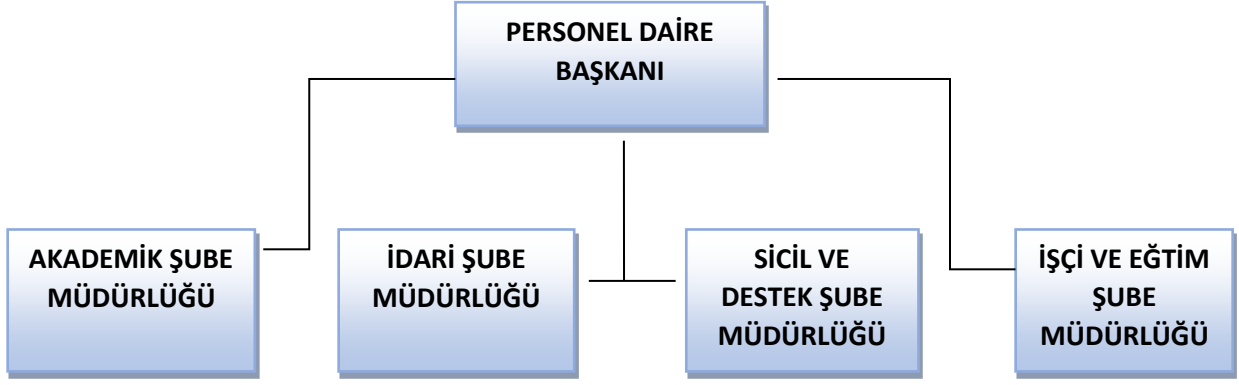 PERSONEL DAİRE
BAŞKANI
AKADEMİK ŞUBE
MÜDÜRLÜĞÜ
İDARİ ŞUBE
MÜDÜRLÜĞÜ
SİCİL VE
DESTEK ŞUBE
MÜDÜRLÜĞÜ
İŞÇİ VE EĞTİM
ŞUBE
MÜDÜRLÜĞÜ